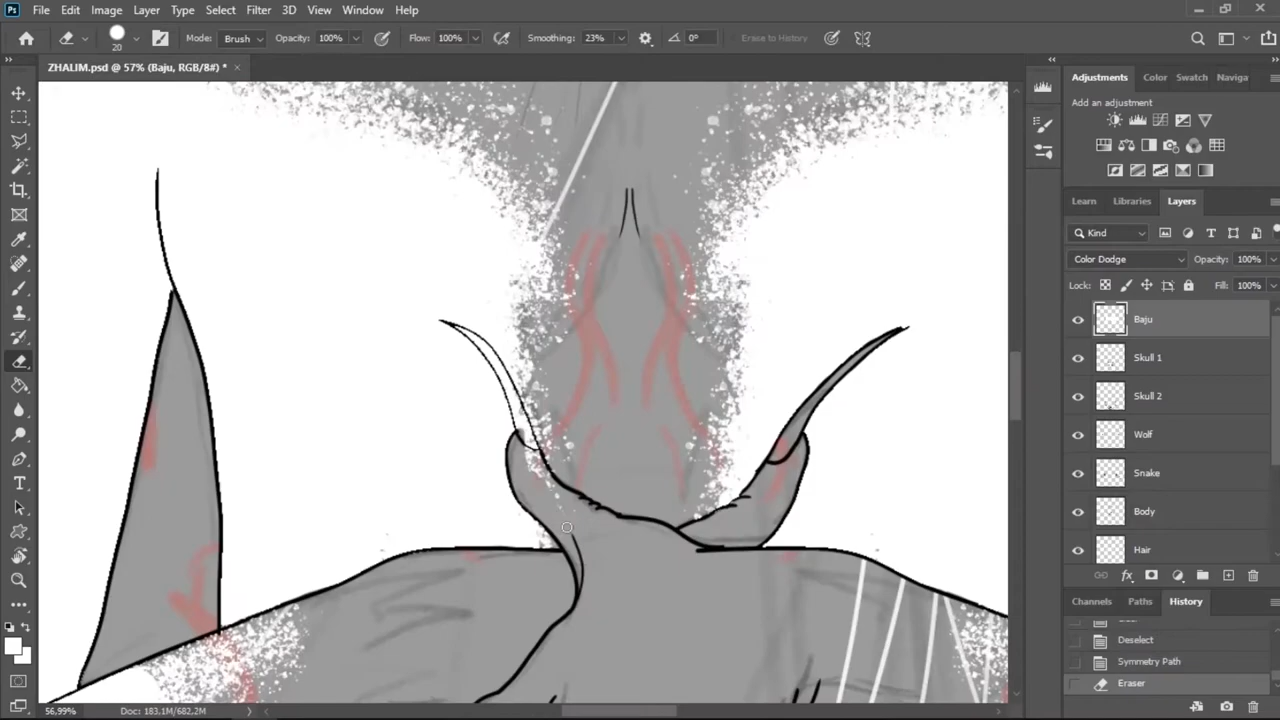 Ps File Edit Image Layer Type Select Filter 3D View Window Help
20 Mode: Brush Opacity: 100% Flow: 100% Smoothing: 23% 0° Erase to History
ZHALIM.psd @ 57% (Baju, RGB/8#) * ×
Adjustments Color Swatch Naviga
Add an adjustment
Learn Libraries Layers
Kind
Color Dodge Opacity: 100%
Lock: Fill: 100%
Baju
Skull 1
Skull 2
Wolf
Snake
Body
Hair
fx
Channels Paths History
Deselect
Symmetry Path
Eraser
56,99% Doc: 183,1M/682,2M